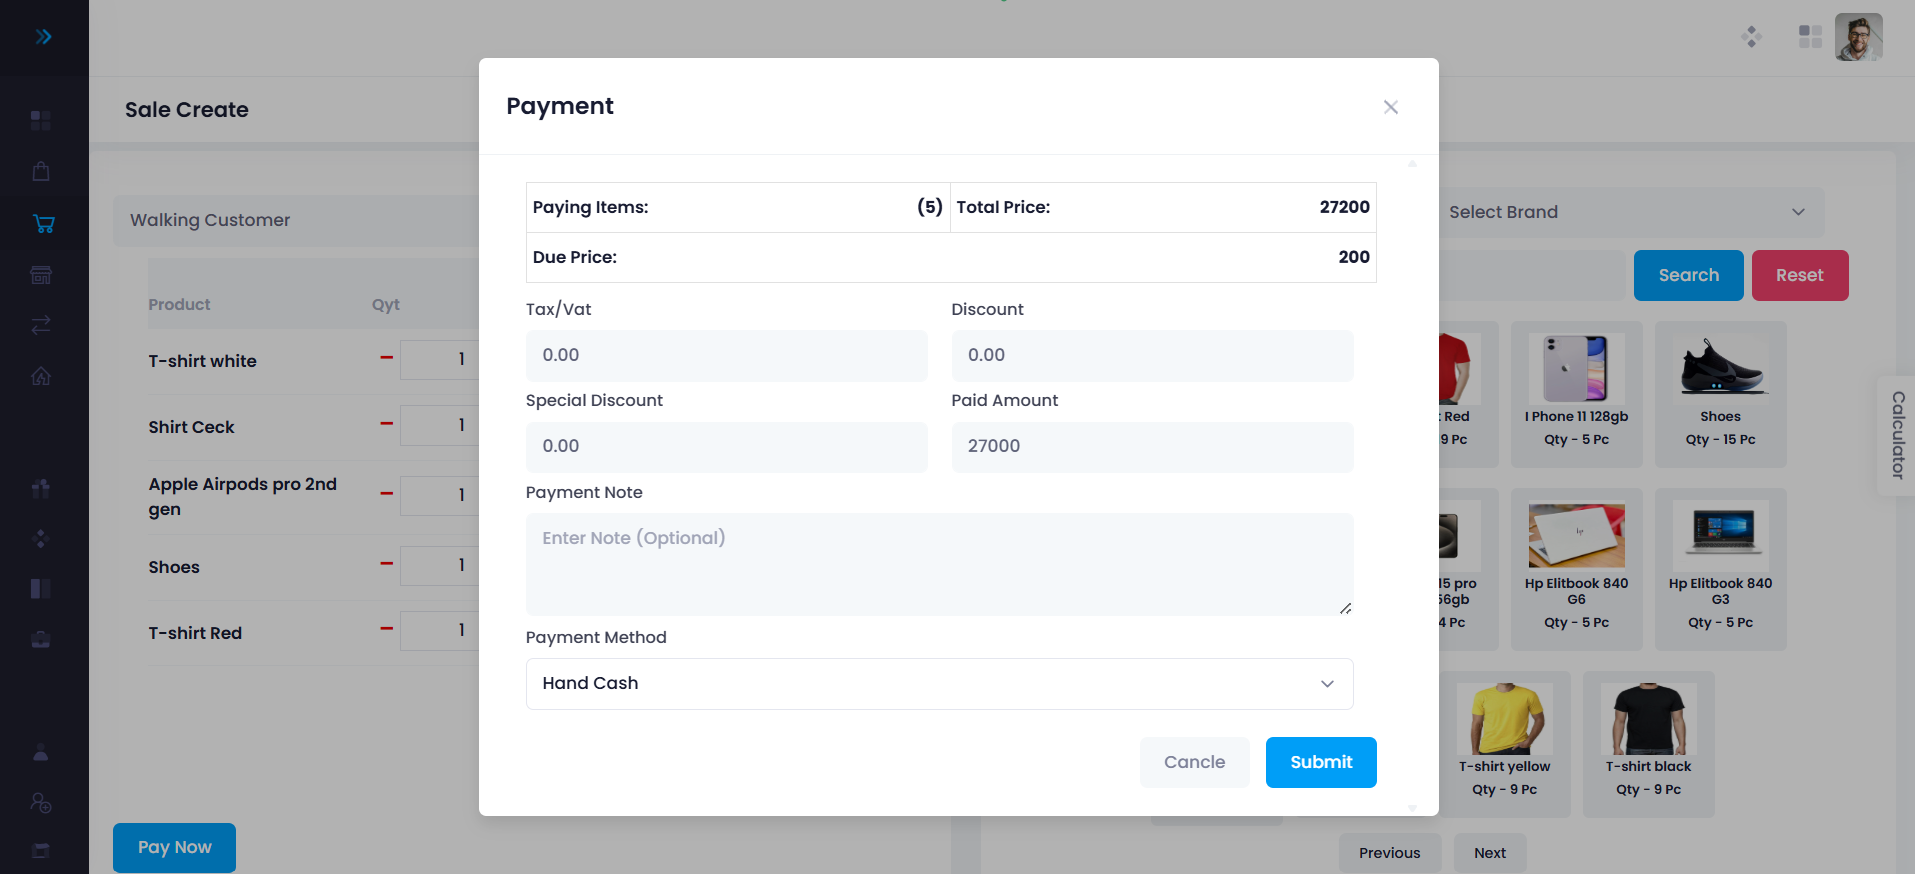 Sale Create
Walking Customer
Product Qyt
T-shirt white 1
Shirt Ceck 1
Apple Airpods pro 2nd
gen 1
Shoes 1
T-shirt Red 1
Pay Now
Payment
Paying Items: (5) Total Price: 27200
Due Price: 200
Tax/Vat Discount
0.00 0.00
Special Discount Paid Amount
0.00 27000
Payment Note
Enter Note (Optional)
Payment Method
Hand Cash
Cancle Submit
Select Brand
Search Reset
Red I Phone 11 128gb Shoes
9 Pc Qty - 5 Pc Qty - 15 Pc
15 pro Hp Elitbook 840 Hp Elitbook 840
56gb G6 G3
4 Pc Qty - 5 Pc Qty - 5 Pc
T-shirt yellow T-shirt black
Qty - 9 Pc Qty - 9 Pc
Previous Next
Calculator